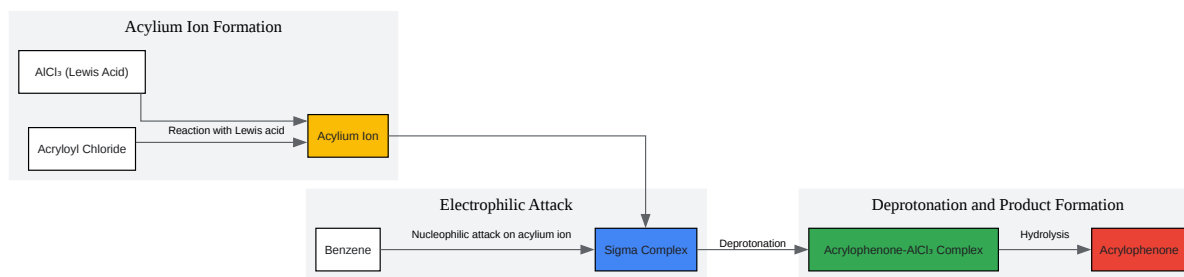 Acylium Ion Formation
AlCl₃ (Lewis Acid)
Reaction with Lewis acid
Acylium Ion
Acryloyl Chloride
Electrophilic Attack
Benzene
Nucleophilic attack on acylium ion
Sigma Complex
Deprotonation
Deprotonation and Product Formation
Acrylophenone-AlCl₃ Complex
Hydrolysis
Acrylophenone